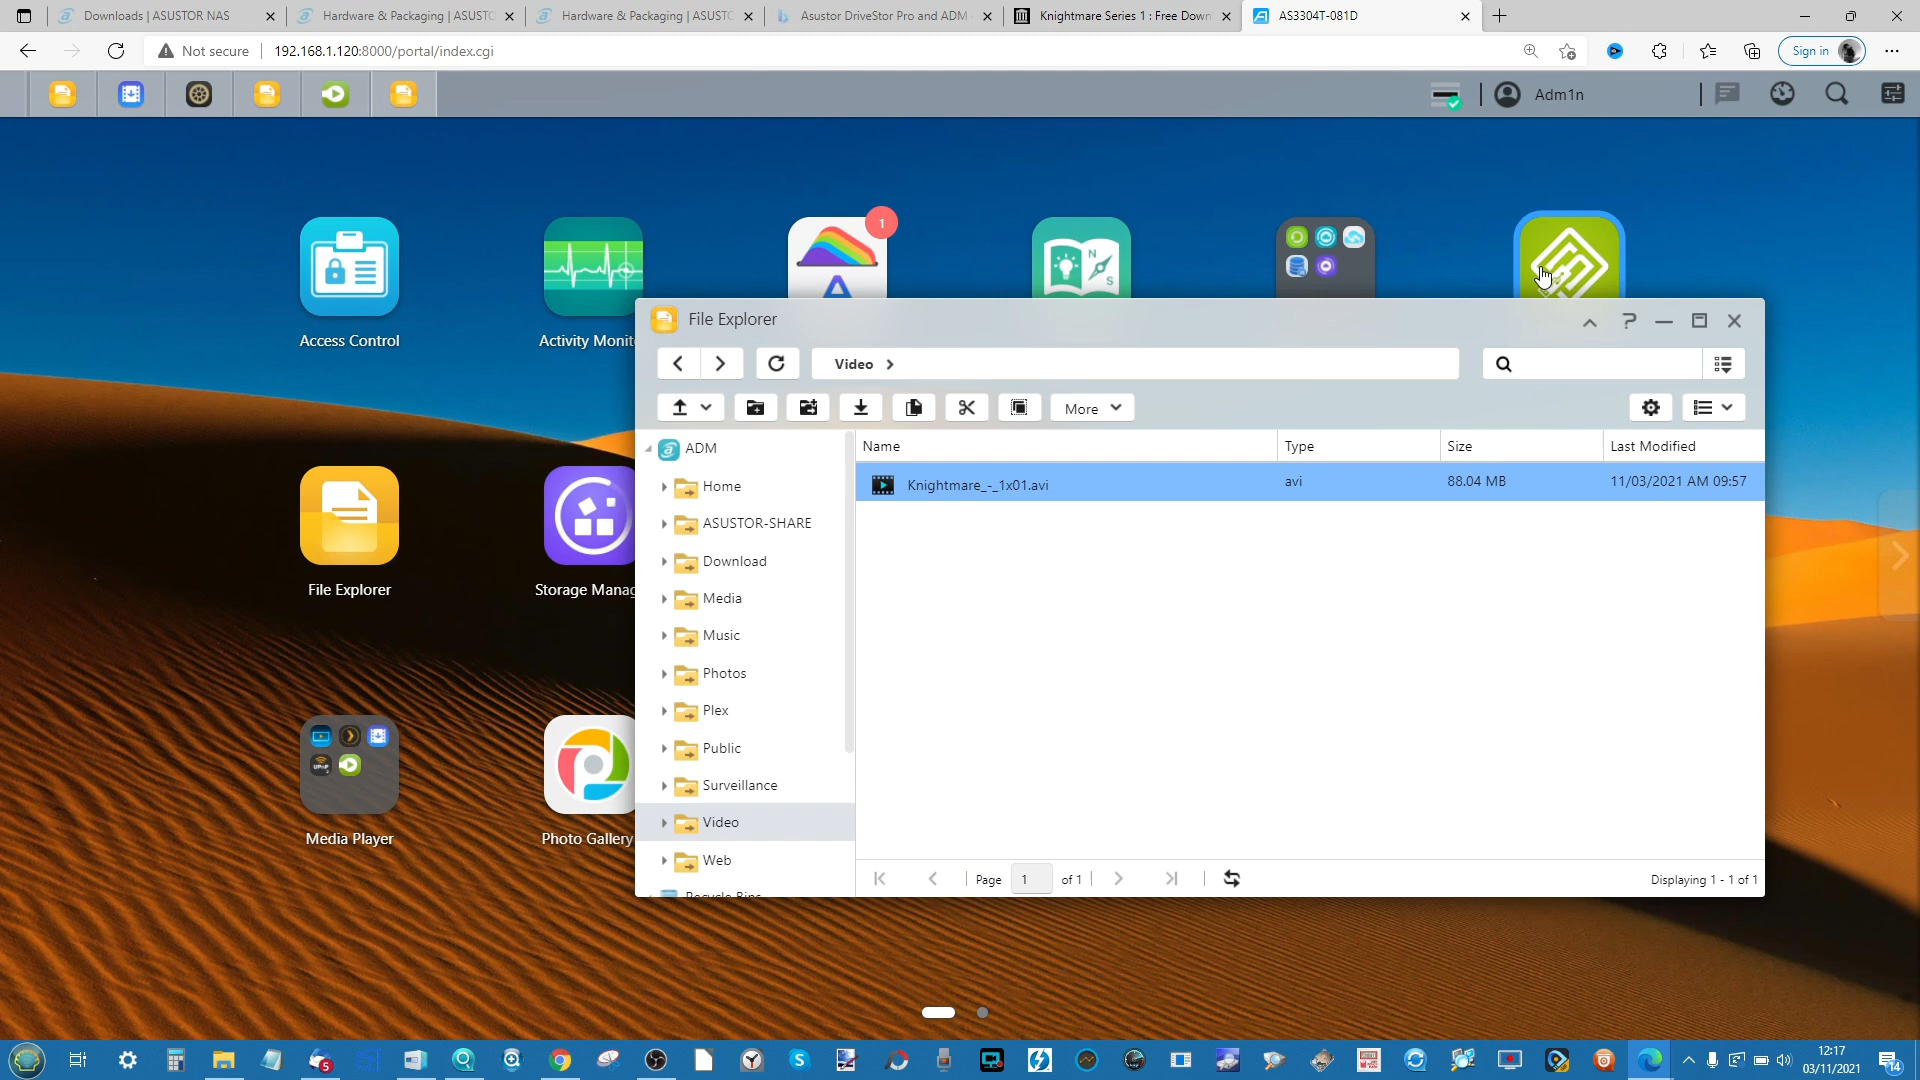 Downloads | ASUSTOR NAS
Hardware & Packaging | ASUSTO
Hardware & Packaging | ASUSTO
Asustor DriveStor Pro and ADM
Knightmare Series 1 : Free Down
AS3304T-081D
Not secure
192.168.1.120:8000/portal/index.cgi
Sign in
Adm1n
1
N
S
Access Control
Activity Monit
File Explorer
Video
More
ADM
Home
ASUSTOR-SHARE
Download
Media
Music
Photos
Plex
Public
Surveillance
Video
Web
Recycle Bins
Name
Type
Size
Last Modified
Knightmare_-_1x01.avi
avi
88.04 MB
11/03/2021 AM 09:57
File Explorer
Storage Manag
Media Player
Photo Gallery
Page
1
of 1
Displaying 1 - 1 of 1
5
12:17
03/11/2021
14